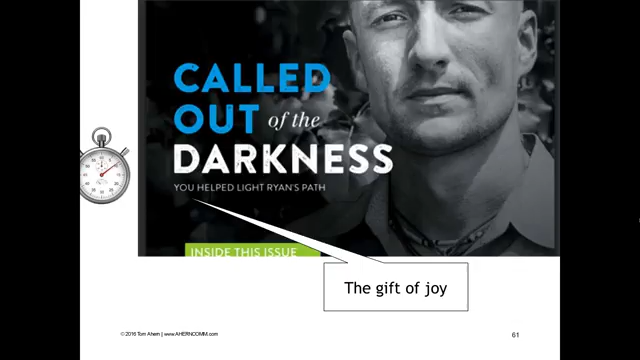 CALLED
OUT of the
DARKNESS
YOU HELPED LIGHT RYAN'S PATH
INSIDE THIS ISSUE
The gift of joy
© 2016 Tom Ahern | www.AHERNCOMM.com
61